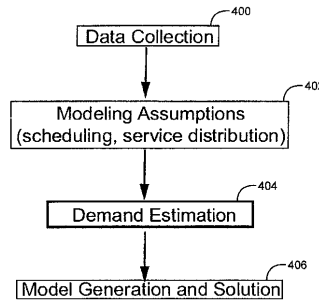 400
Data Collection
402
Modeling Assumptions
(scheduling, service distribution)
404
Demand Estimation
406
Model Generation and Solution